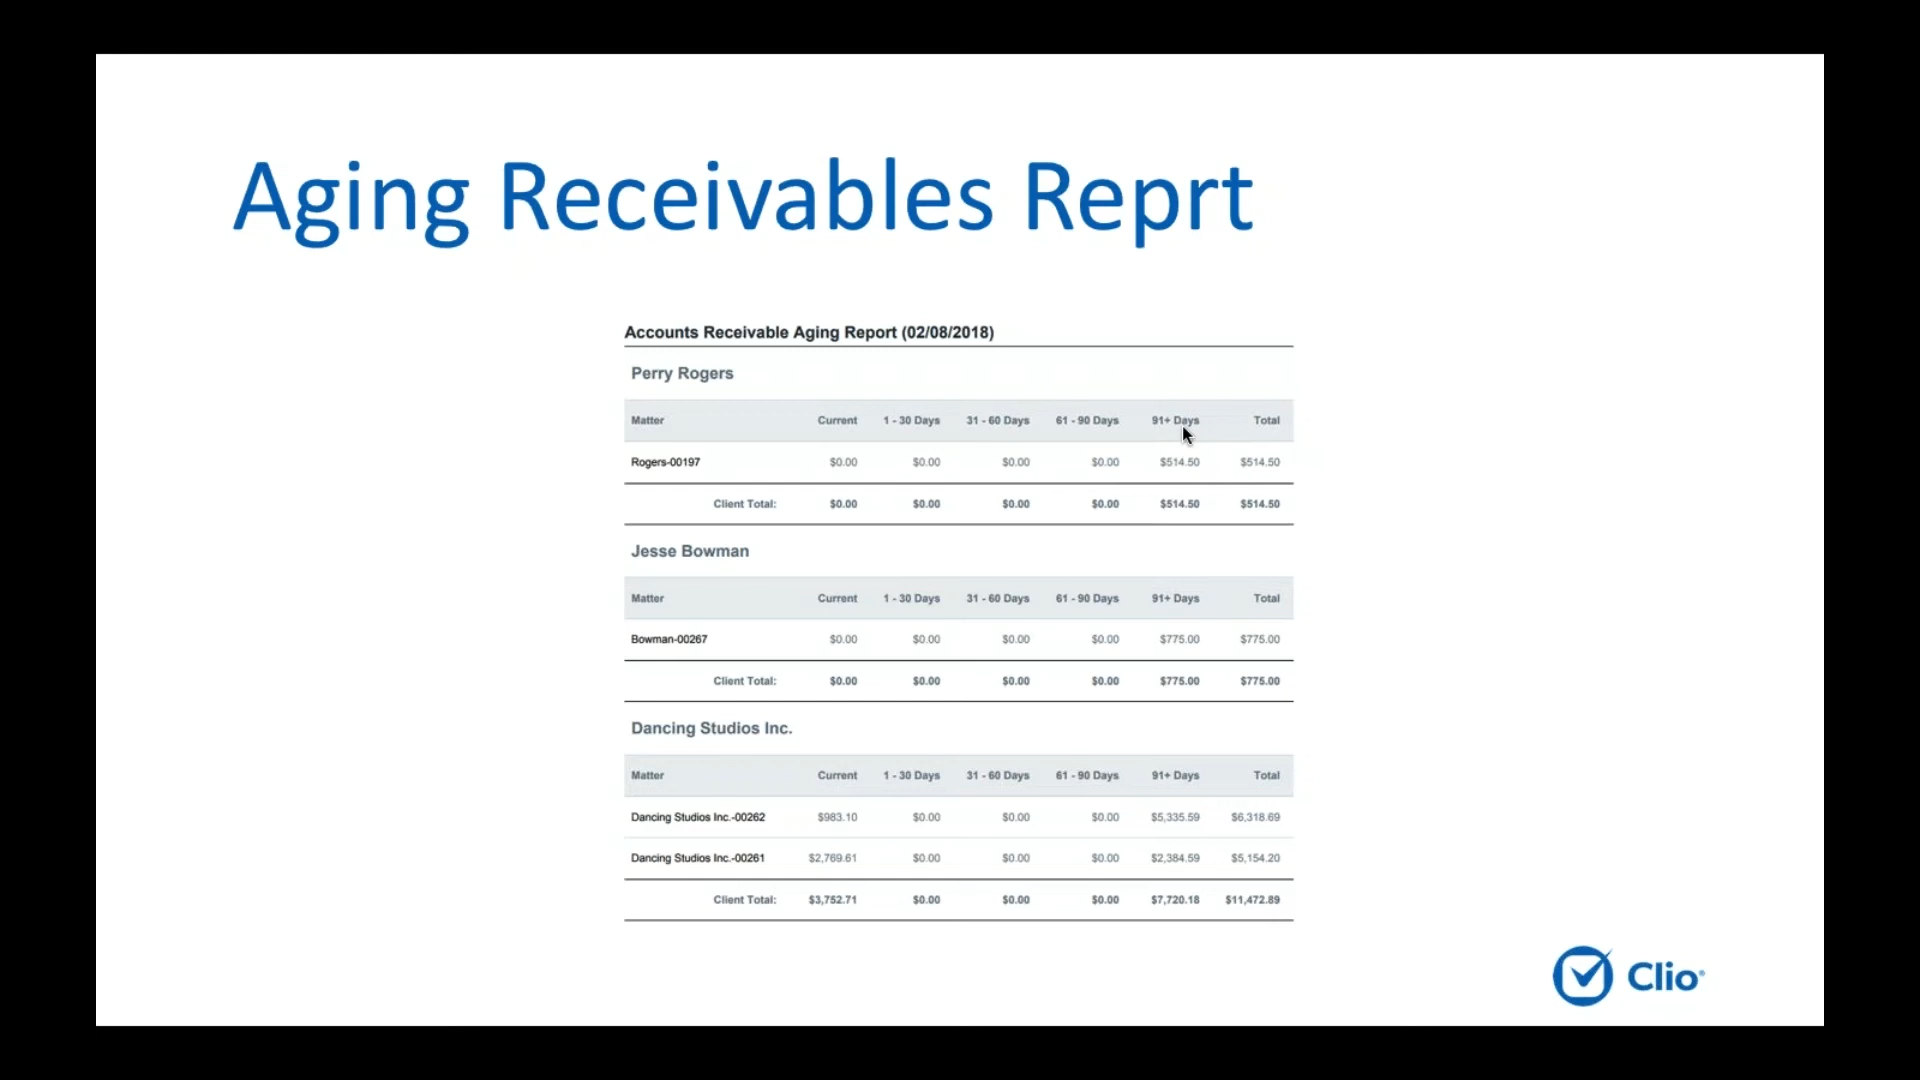 Aging Receivables Reprt
Accounts Receivable Aging Report (02/08/2018)
Perry Rogers
Matter Current 1 - 30 Days 31 - 60 Days 61 - 90 Days 91+ Days Total
Rogers-00197 $0.00 $0.00 $0.00 $0.00 $514.50 $514.50
Client Total: $0.00 $0.00 $0.00 $0.00 $514.50 $514.50
Jesse Bowman
Matter Current 1 - 30 Days 31 - 60 Days 61 - 90 Days 91+ Days Total
Bowman-00267 $0.00 $0.00 $0.00 $0.00 $775.00 $775.00
Client Total: $0.00 $0.00 $0.00 $0.00 $775.00 $775.00
Dancing Studios Inc.
Matter Current 1 - 30 Days 31 - 60 Days 61 - 90 Days 91+ Days Total
Dancing Studios Inc.-00262 $983.10 $0.00 $0.00 $0.00 $5,335.59 $6,318.69
Dancing Studios Inc.-00261 $2,769.61 $0.00 $0.00 $0.00 $2,384.59 $5,154.20
Client Total: $3,752.71 $0.00 $0.00 $0.00 $7,720.18 $11,472.89
Clio®